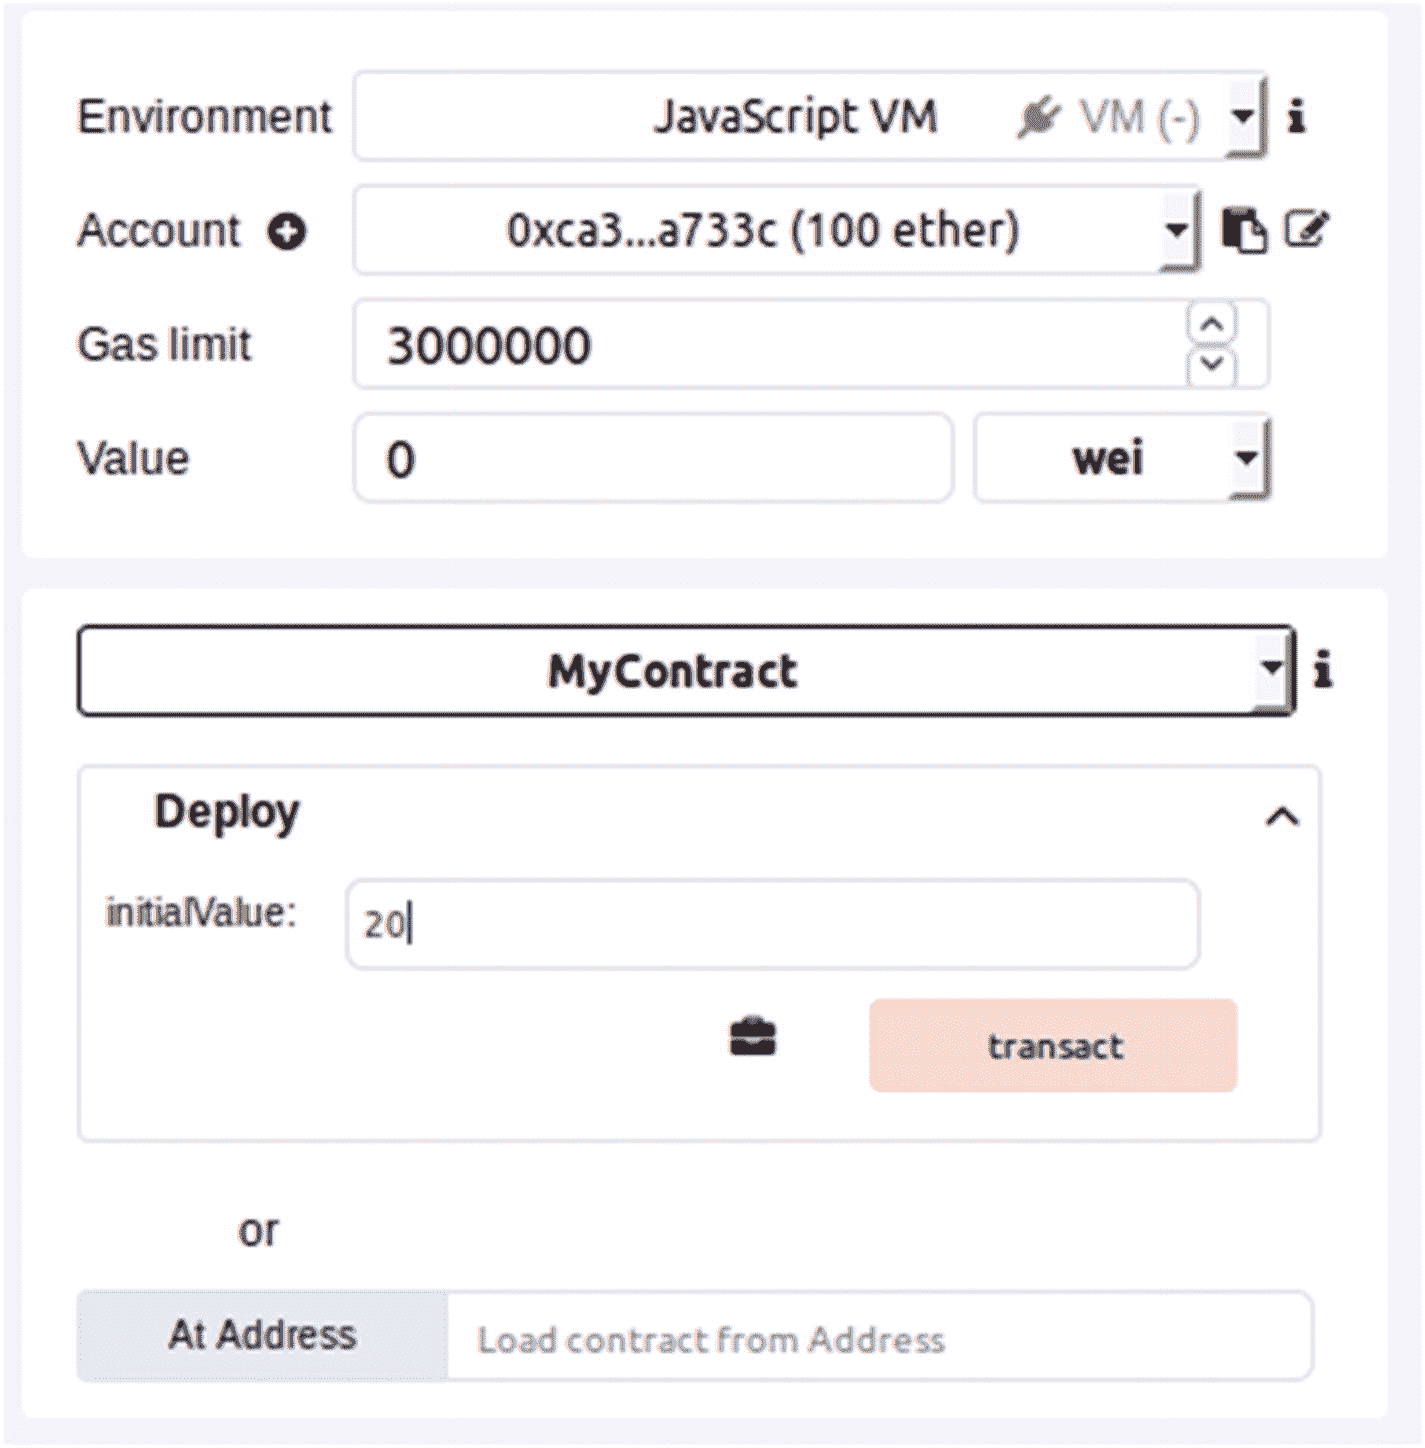 Environment JavaScript VM VM (-)
Account 0xca3...a733c (100 ether)
Gas limit 3000000
Value 0 wei
MyContract
Deploy
initialValue: 20
transact
or
At Address Load contract from Address